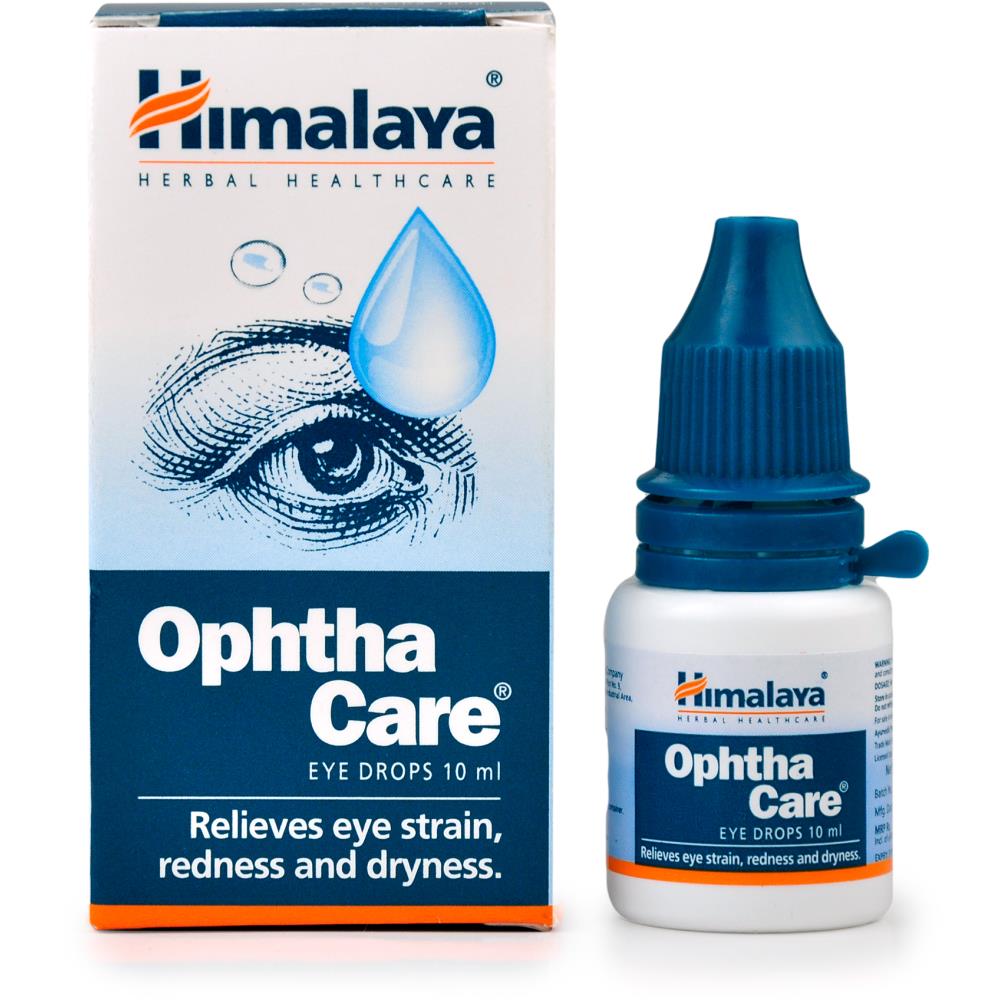 Himalaya®
HERBAL HEALTHCARE
Ophtha
Care®
EYE DROPS 10 ml
Relieves eye strain,
redness and dryness.
Himalaya®
HERBAL HEALTHCARE
Ophtha
Care®
EYE DROPS 10 ml
Relieves eye strain, redness and dryness.